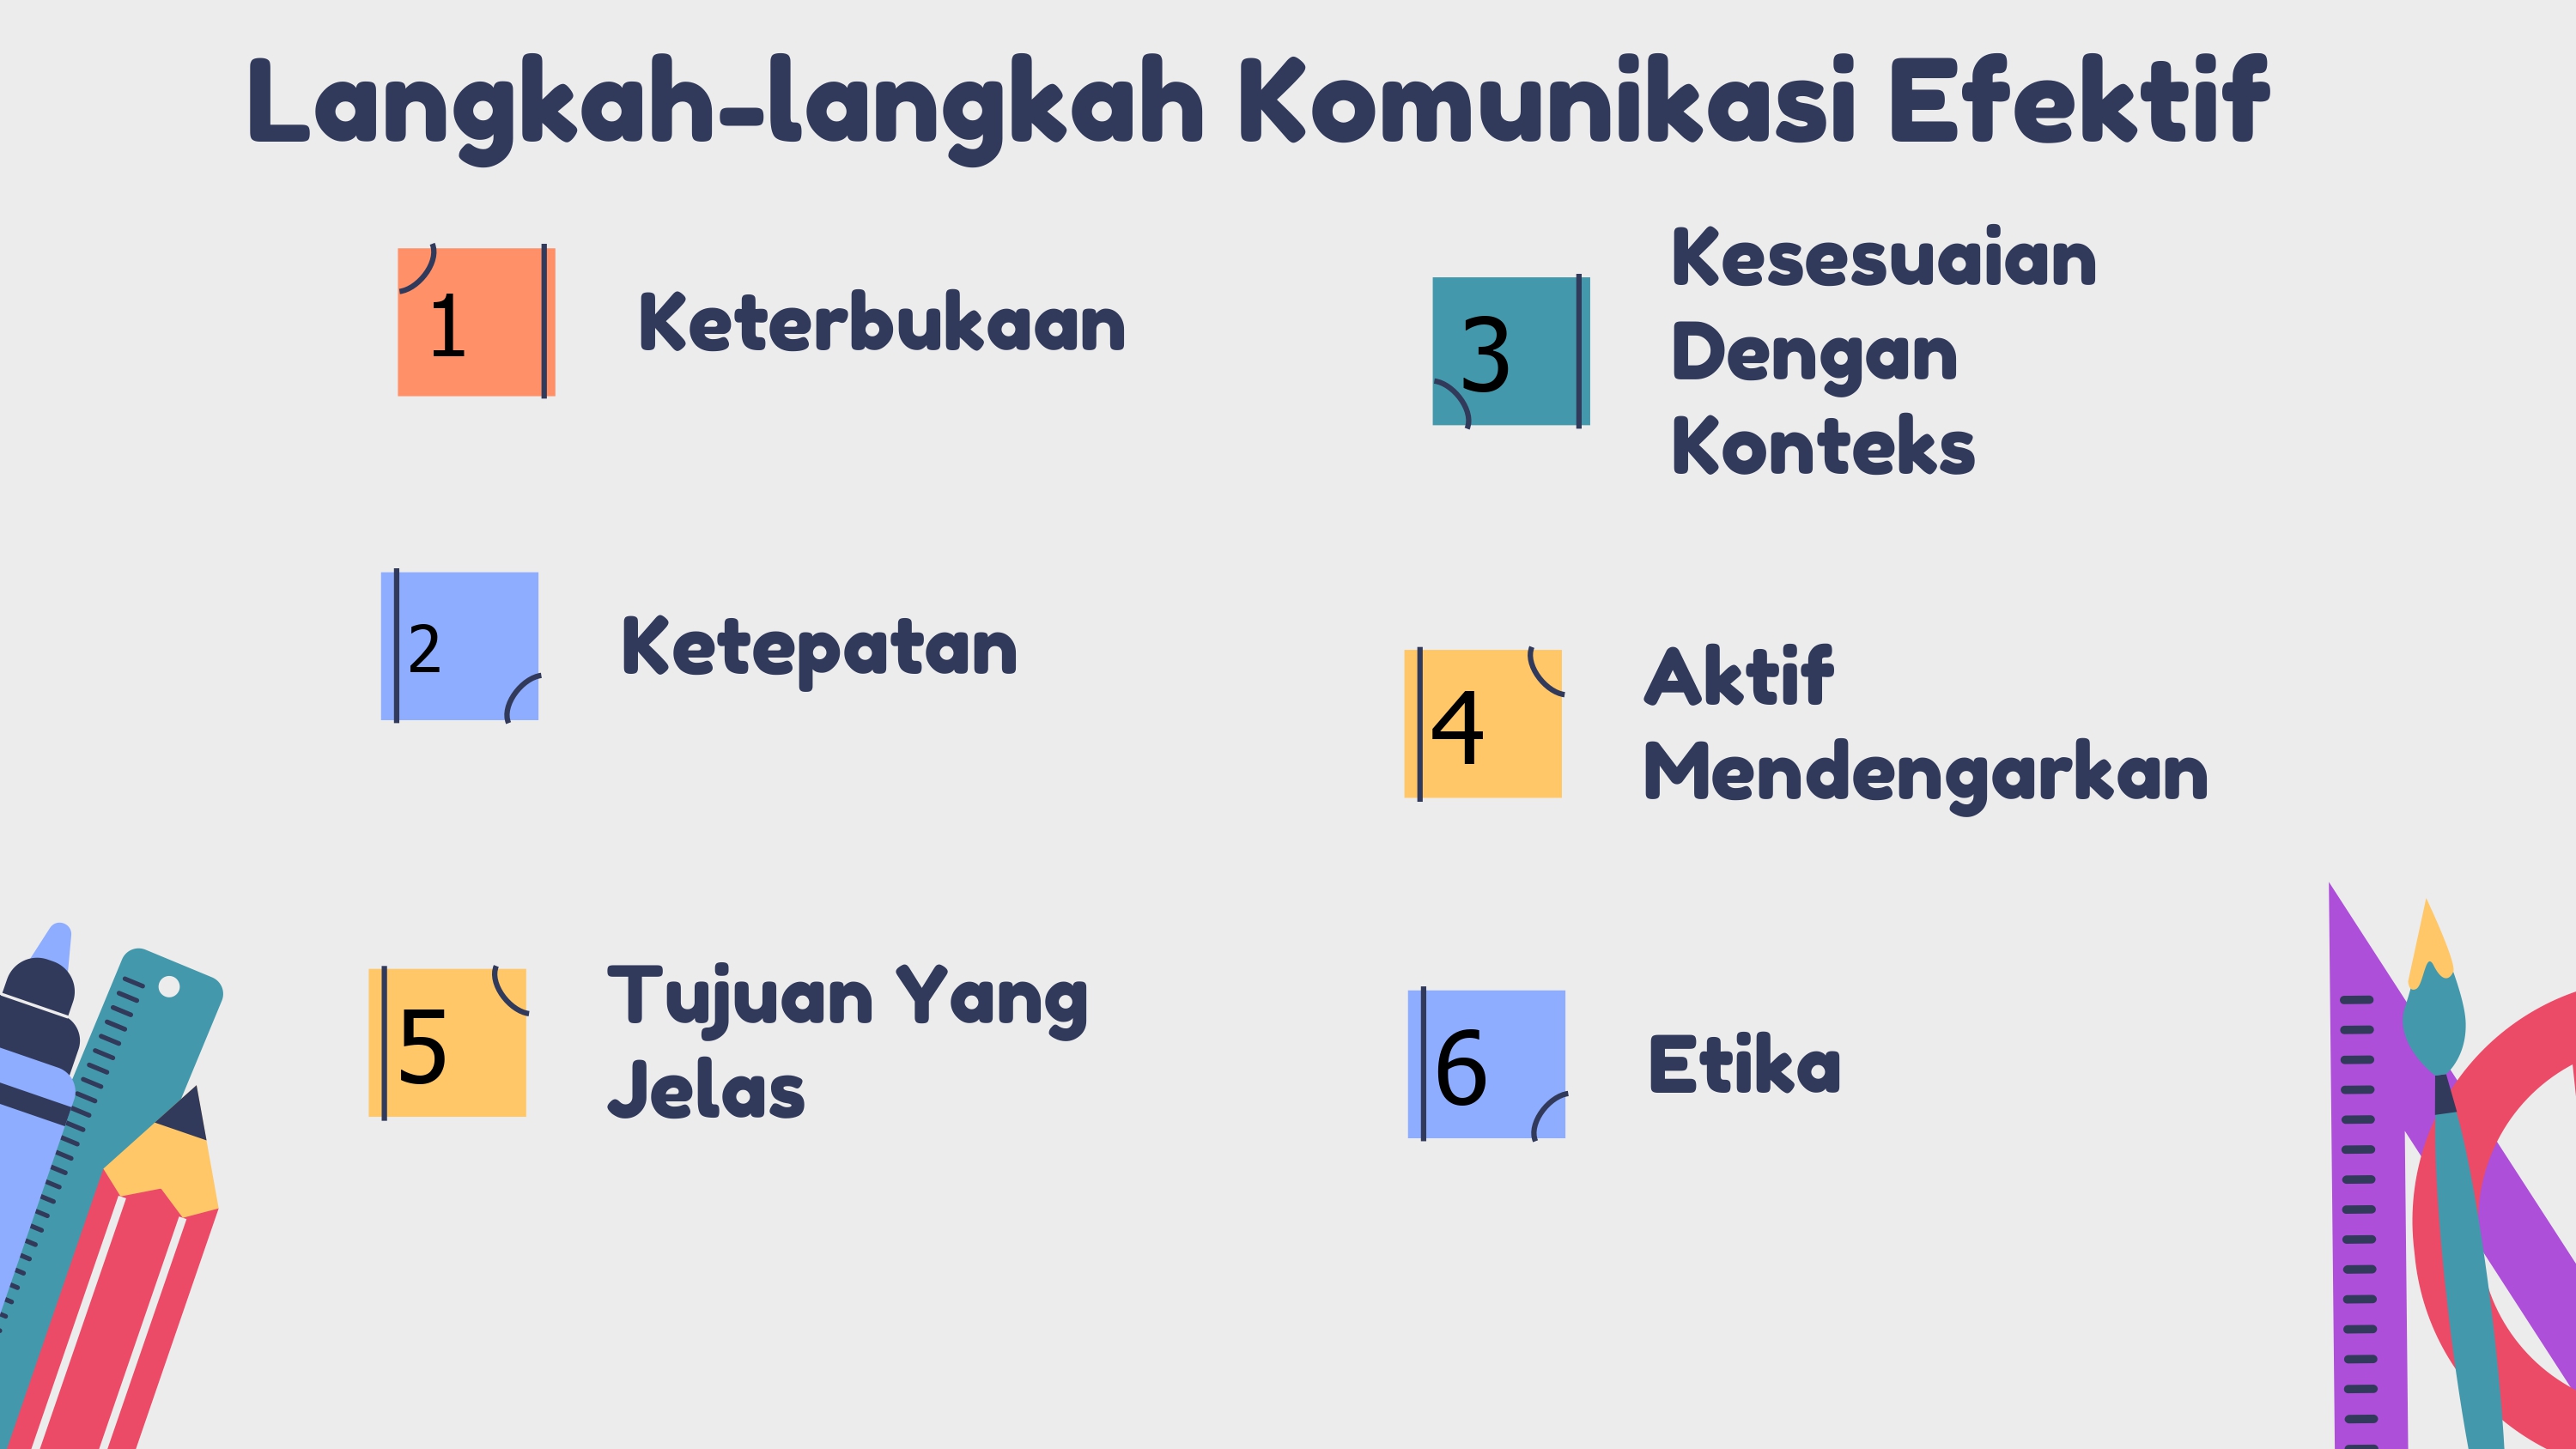 Langkah-langkah Komunikasi Efektif
1
Keterbukaan
2
Ketepatan
3
Kesesuaian
Dengan
Konteks
4
Aktif
Mendengarkan
5
Tujuan Yang
Jelas
6
Etika